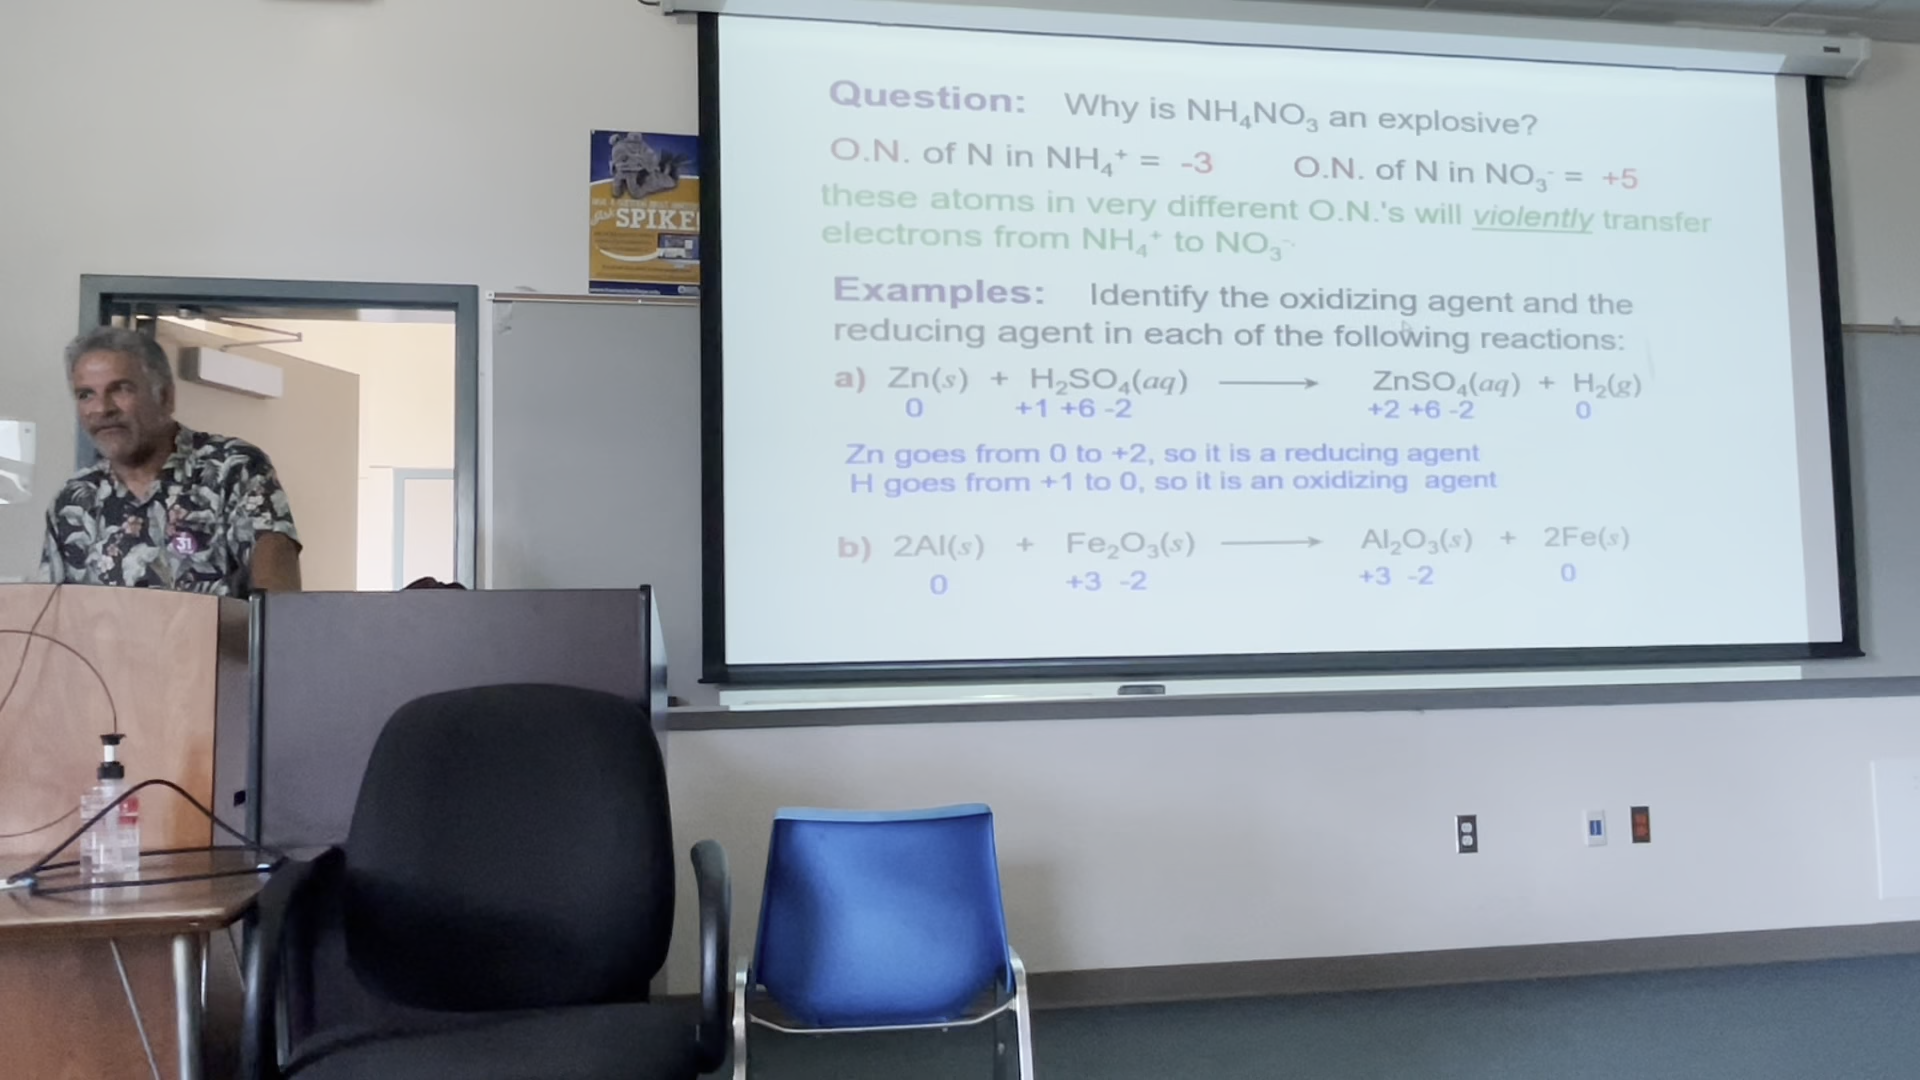 Question: Why is NH₄NO₃ an explosive?
O.N. of N in NH₄⁺ = -3 O.N. of N in NO₃⁻ = +5
these atoms in very different O.N.'s will violently transfer
electrons from NH₄⁺ to NO₃⁻
Examples: Identify the oxidizing agent and the
reducing agent in each of the following reactions:
a) Zn(s) + H₂SO₄(aq) ⟶ ZnSO₄(aq) + H₂(g)
0 +1 +6 -2 +2 +6 -2 0
Zn goes from 0 to +2, so it is a reducing agent
H goes from +1 to 0, so it is an oxidizing agent
b) 2Al(s) + Fe₂O₃(s) ⟶ Al₂O₃(s) + 2Fe(s)
0 +3 -2 +3 -2 0
SPIKE
31